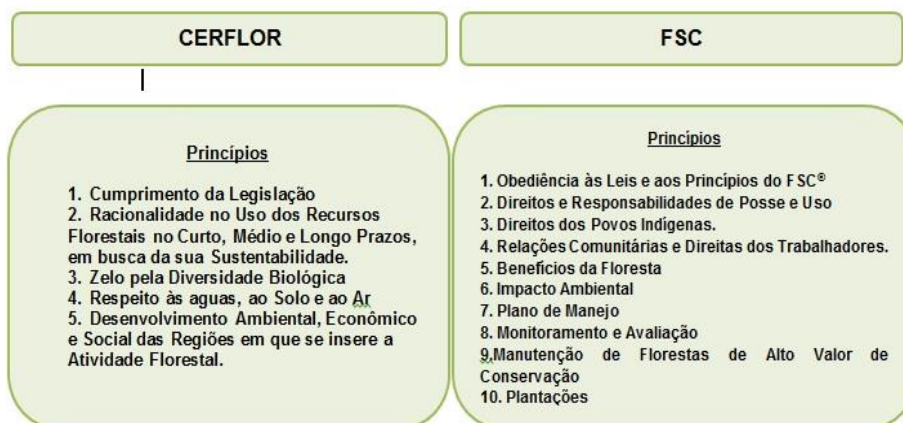 CERFLOR
Princípios
1. Cumprimento da Legislação
2. Racionalidade no Uso dos Recursos
Florestais no Curto, Médio e Longo Prazos,
em busca da sua Sustentabilidade.
3. Zelo pela Diversidade Biológica
4. Respeito às aguas, ao Solo e ao Ar
5. Desenvolvimento Ambiental, Econômico
e Social das Regiões em que se insere a
Atividade Florestal.
FSC
Princípios
1. Obediência às Leis e aos Princípios do FSC®
2. Direitos e Responsabilidades de Posse e Uso
3. Direitos dos Povos Indígenas.
4. Relações Comunitárias e Direitas dos Trabalhadores.
5. Benefícios da Floresta
6. Impacto Ambiental
7. Plano de Manejo
8. Monitoramento e Avaliação
9.Manutenção de Florestas de Alto Valor de
Conservação
10. Plantações